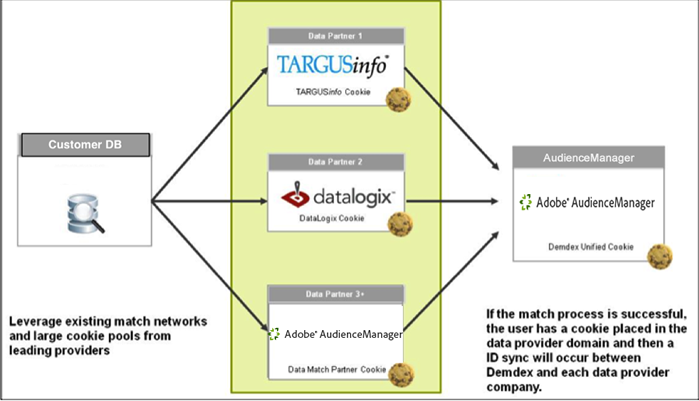 Data Partner 1
TARGUSinfo®
TARGUSinfo Cookie
Customer DB
Data Partner 2
datalogix™
DataLogix Cookie
AudienceManager
Adobe® AudienceManager
Demdex Unified Cookie
Data Partner 3+
Adobe® AudienceManager
Data Match Partner Cookie
Leverage existing match networks
and large cookie pools from
leading providers
If the match process is successful,
the user has a cookie placed in the
data provider domain and then a
ID sync will occur between
Demdex and each data provider
company.